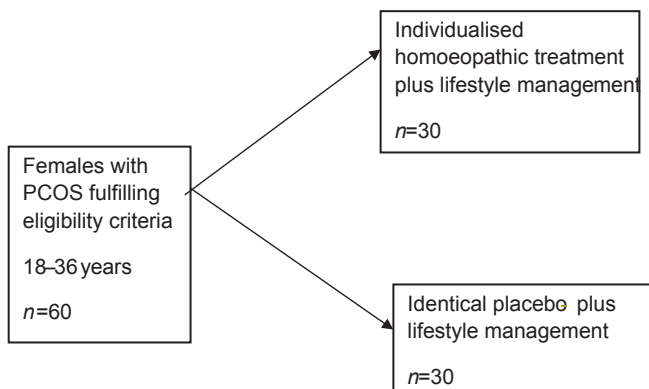 Individualised
homoeopathic treatment
plus lifestyle management
n=30
Females with
PCOS fulfilling
eligibility criteria
18–36 years
n=60
Identical placebo plus
lifestyle management
n=30